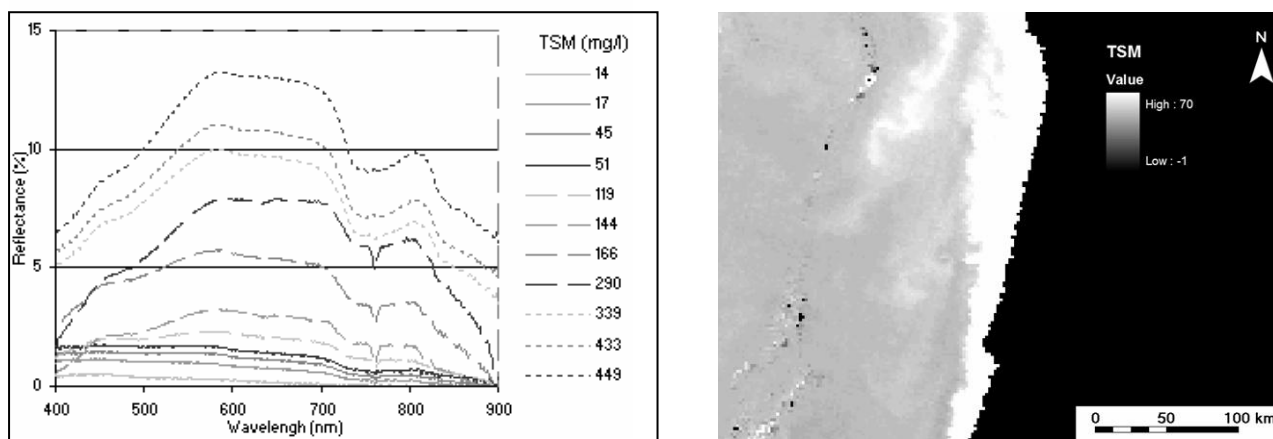 15
10
5
0
Reflectance (%)
400 500 600 700 800 900
Wavelengh (nm)
TSM (mg/l)
14
17
45
51
119
144
166
290
339
433
449
TSM
Value
High : 70
Low : -1
N
0 50 100 km